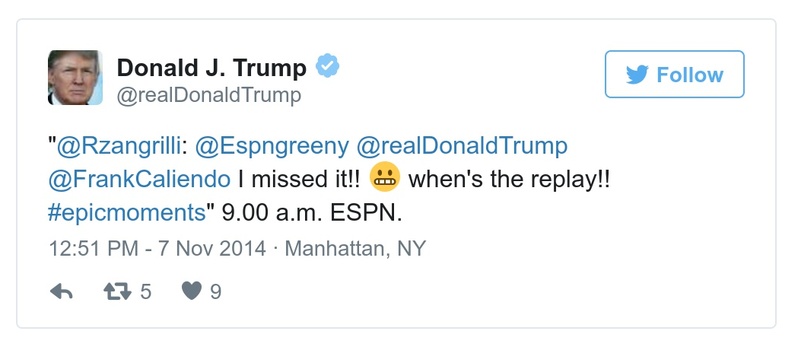 Donald J. Trump
@realDonaldTrump
Follow
"@Rzangrilli: @Espngreeny @realDonaldTrump
@FrankCaliendo I missed it!! 😬 when's the replay!!
#epicmoments" 9.00 a.m. ESPN.
12:51 PM - 7 Nov 2014 · Manhattan, NY
5 9